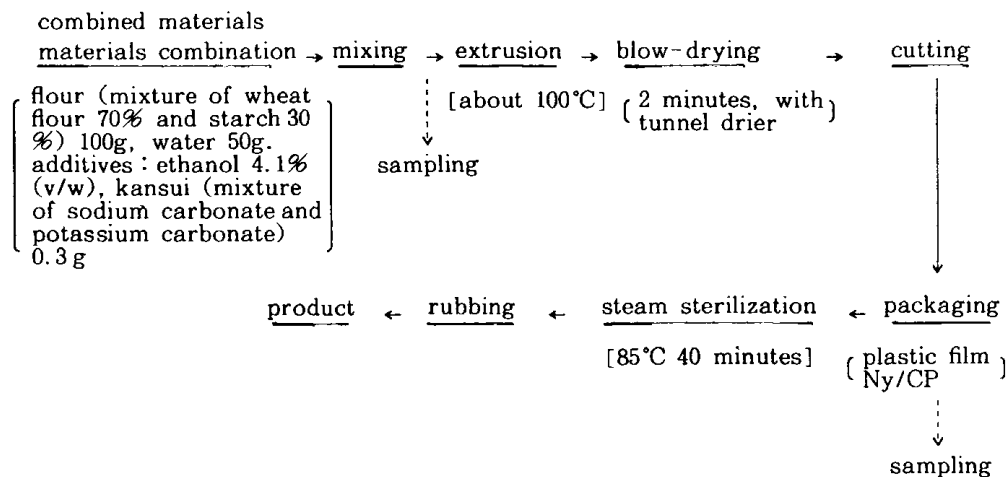 combined materials
materials combination → mixing → extrusion → blow-drying → cutting
flour (mixture of wheat
flour 70% and starch 30
%) 100g, water 50g.
additives : ethanol 4.1%
(v/w), kansui (mixture
of sodium carbonate and
potassium carbonate)
0.3 g
sampling
[about 100℃]
2 minutes, with
tunnel drier
product ← rubbing ← steam sterilization ← packaging
[85℃ 40 minutes]
plastic film
Ny/CP
sampling